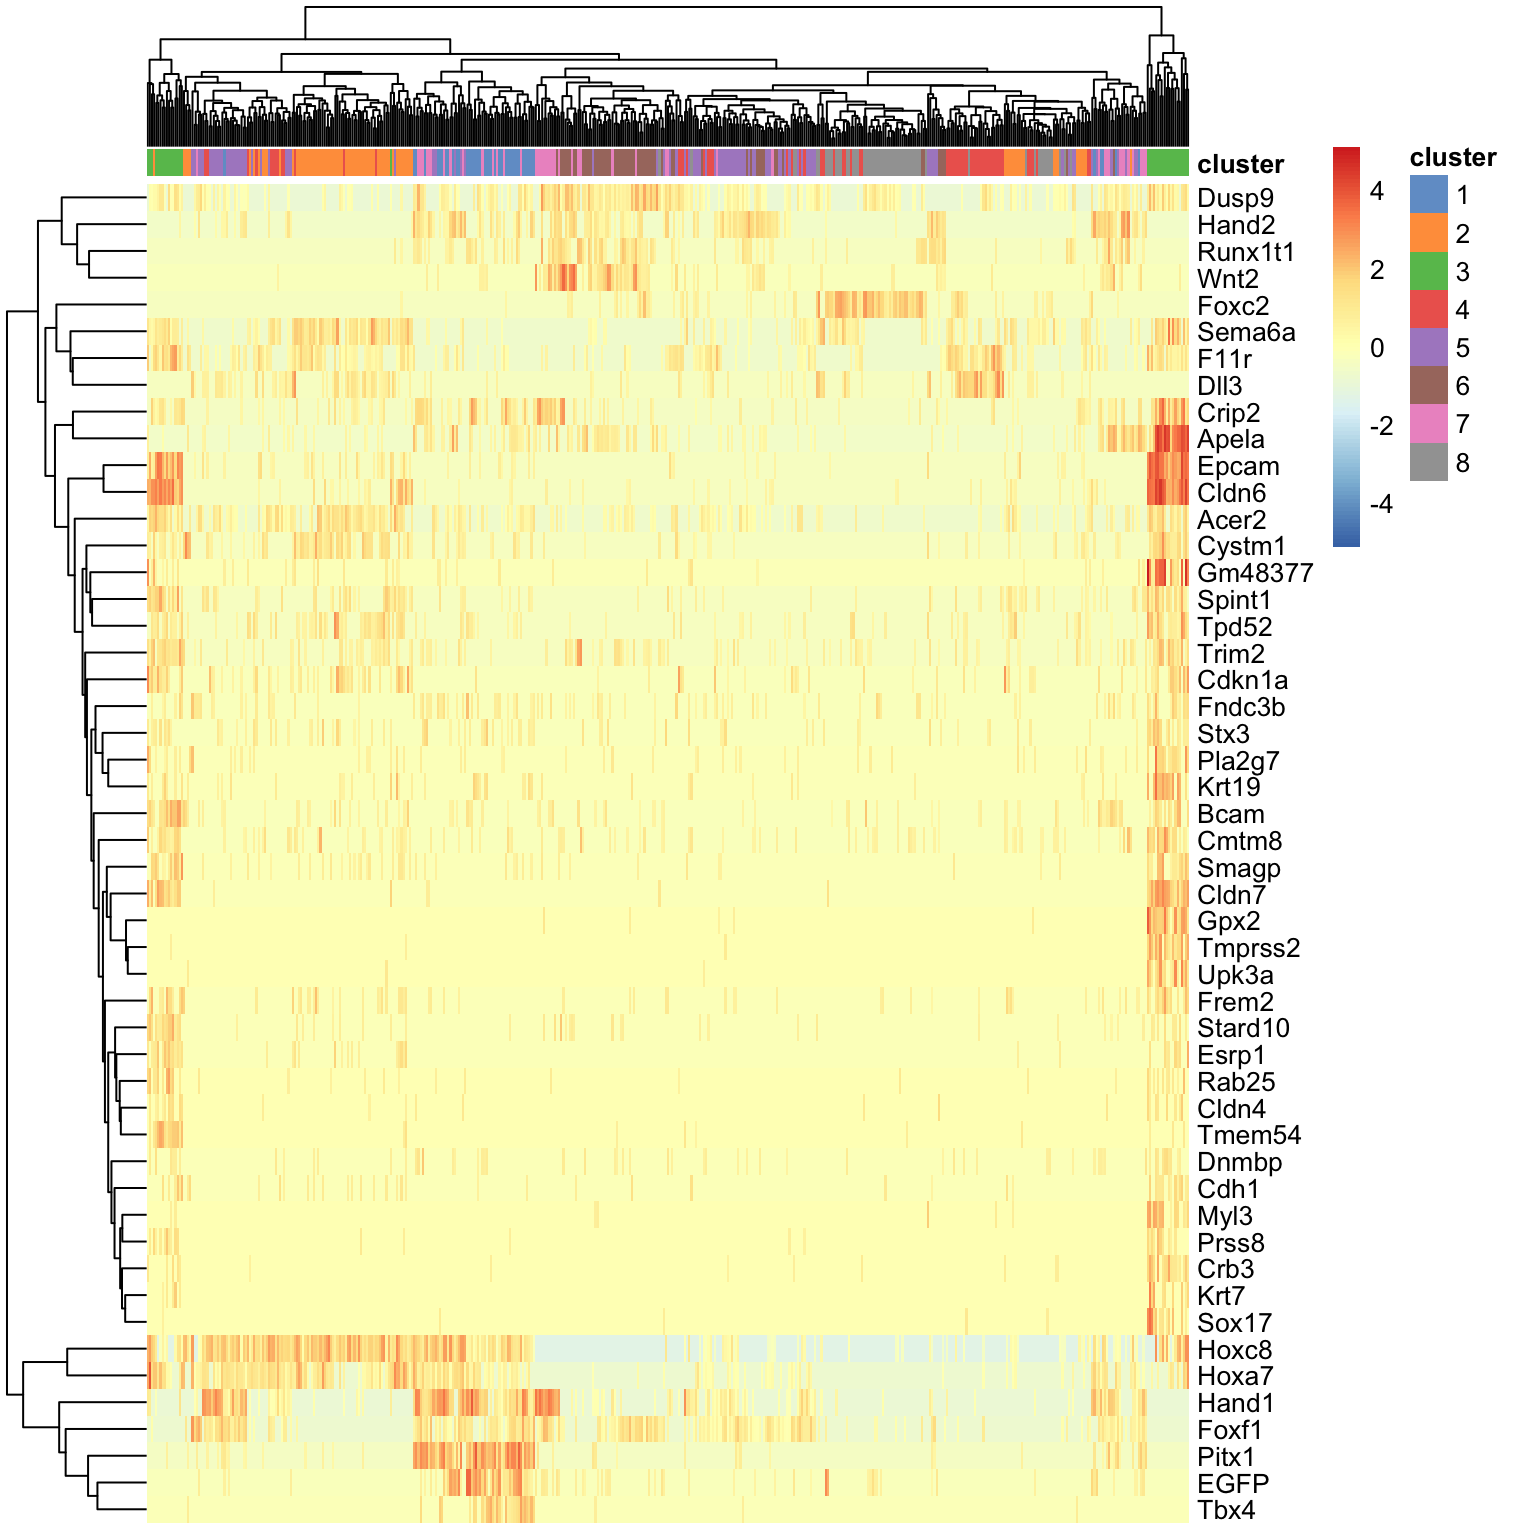 cluster
Dusp9
Hand2
Runx1t1
Wnt2
Foxc2
Sema6a
F11r
Dll3
Crip2
Apela
Epcam
Cldn6
Acer2
Cystm1
Gm48377
Spint1
Tpd52
Trim2
Cdkn1a
Fndc3b
Stx3
Pla2g7
Krt19
Bcam
Cmtm8
Smagp
Cldn7
Gpx2
Tmprss2
Upk3a
Frem2
Stard10
Esrp1
Rab25
Cldn4
Tmem54
Dnmbp
Cdh1
Myl3
Prss8
Crb3
Krt7
Sox17
Hoxc8
Hoxa7
Hand1
Foxf1
Pitx1
EGFP
Tbx4
4
2
0
-2
-4
cluster
1
2
3
4
5
6
7
8